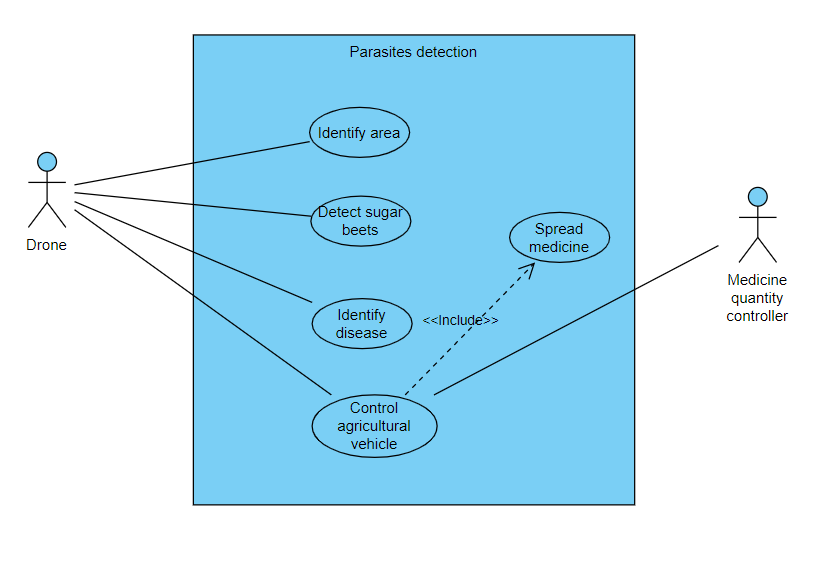 Parasites detection
Identify area
Drone
Detect sugar
beets
Spread
medicine
Medicine
quantity
controller
Identify
disease
<<Include>>
Control
agricultural
vehicle